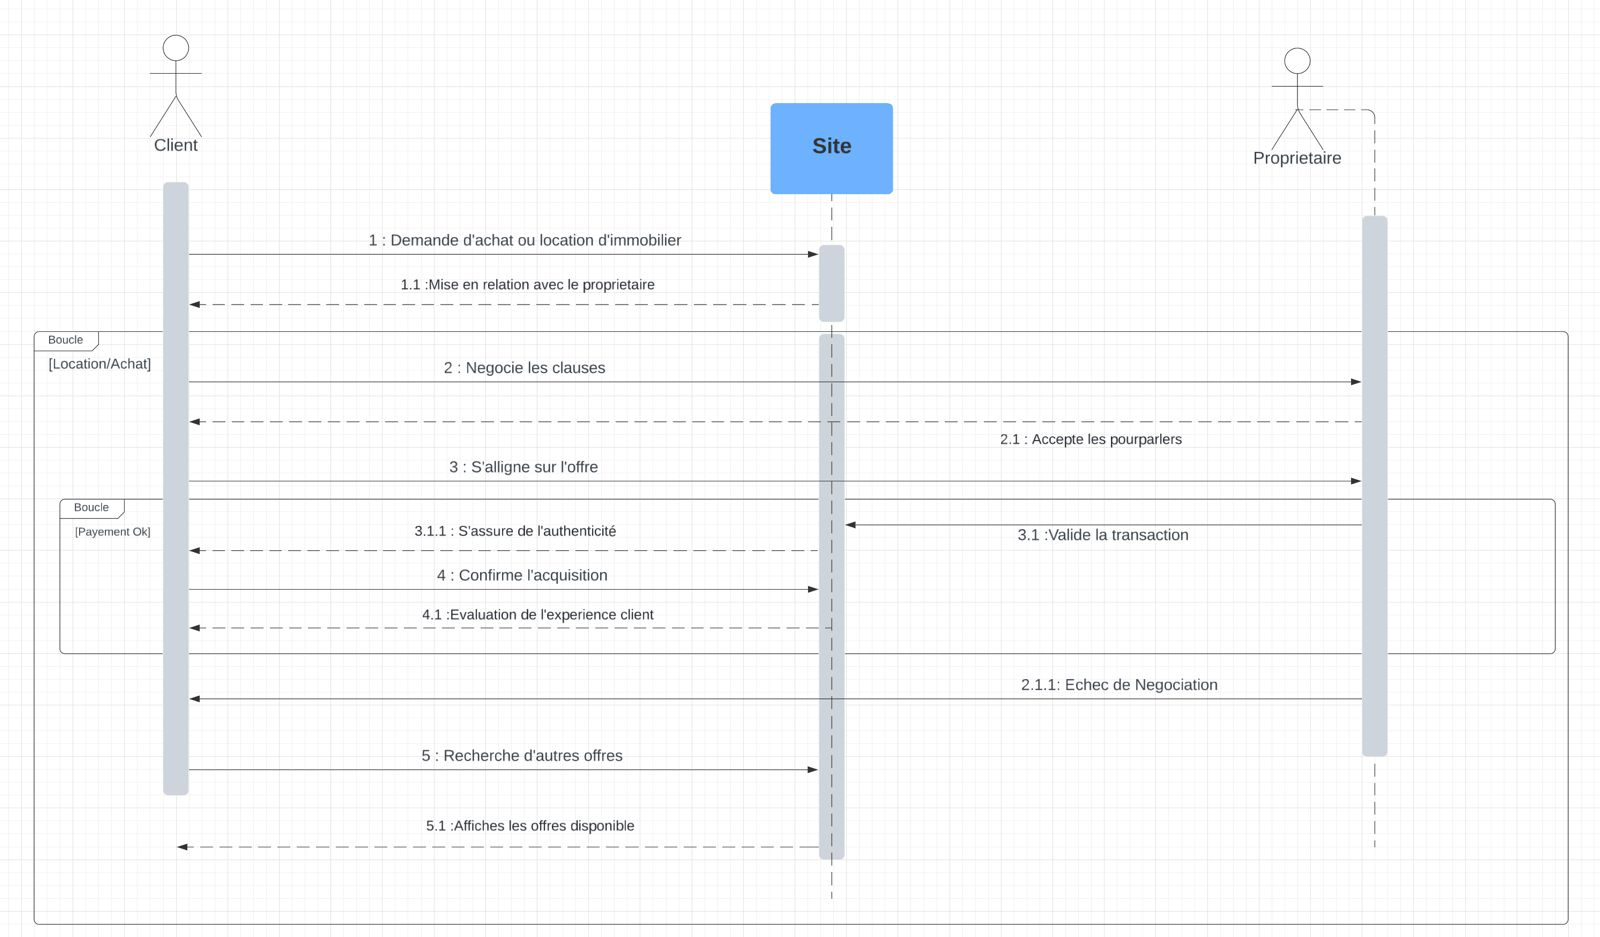 Client
Site
Proprietaire
1 : Demande d'achat ou location d'immobilier
1.1 :Mise en relation avec le proprietaire
Boucle
[Location/Achat]
2 : Negocie les clauses
2.1 : Accepte les pourparlers
3 : S'alligne sur l'offre
Boucle
[Payement Ok]
3.1.1 : S'assure de l'authenticité
3.1 :Valide la transaction
4 : Confirme l'acquisition
4.1 :Evaluation de l'experience client
2.1.1: Echec de Negociation
5 : Recherche d'autres offres
5.1 :Affiches les offres disponible